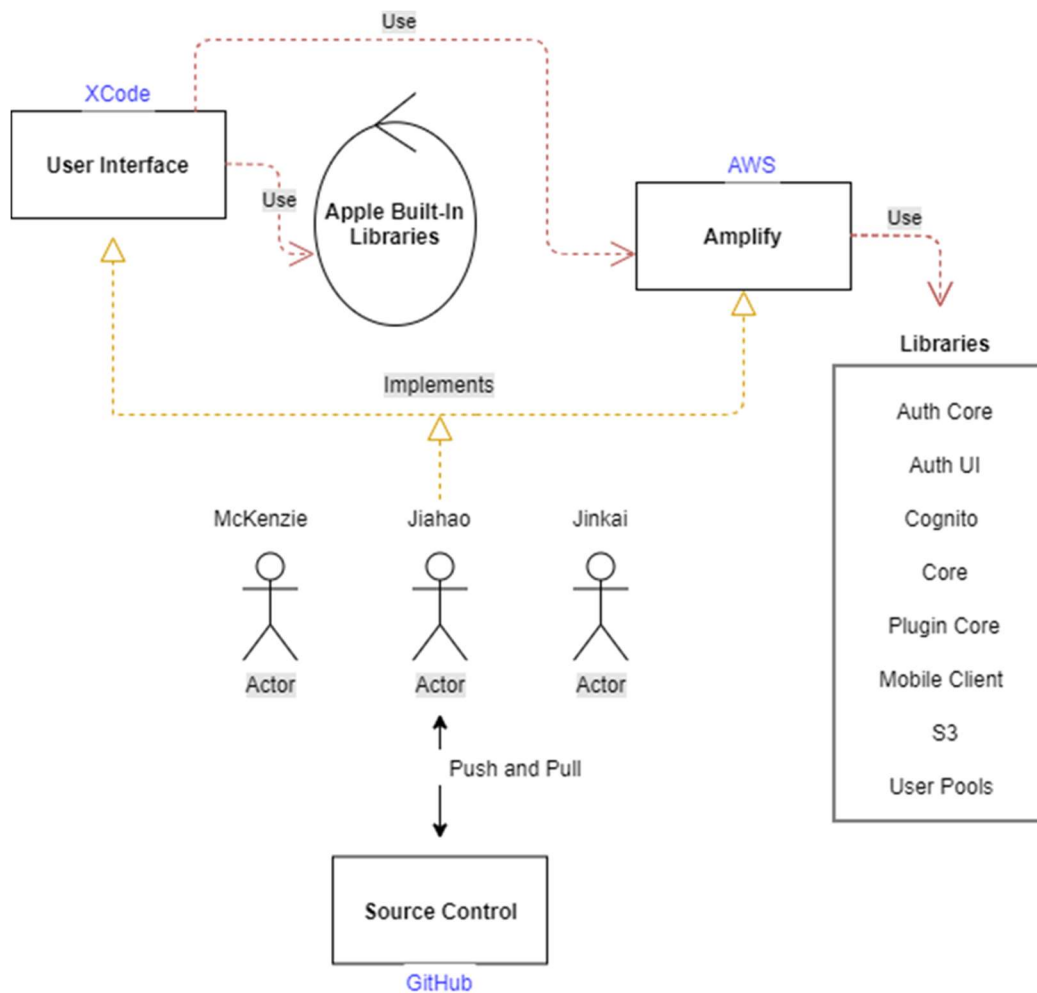 Use
XCode
User Interface
Use
Apple Built-In
Libraries
AWS
Amplify
Use
Libraries
Auth Core
Auth UI
Cognito
Core
Plugin Core
Mobile Client
S3
User Pools
Implements
McKenzie
Jiahao
Jinkai
Actor
Actor
Actor
Push and Pull
Source Control
GitHub